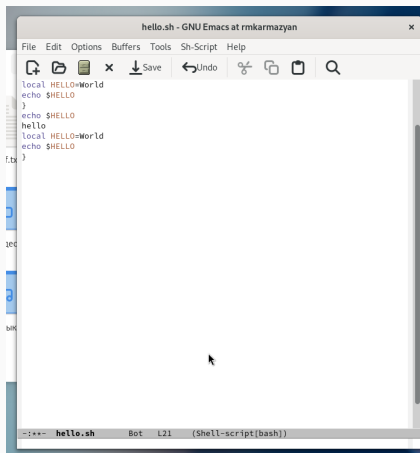 hello.sh - GNU Emacs at rmkarmazyan
File Edit Options Buffers Tools Sh-Script Help
Save Undo
local HELLO=World
echo $HELLO
}
echo $HELLO
hello
local HELLO=World
echo $HELLO
}
-:**- hello.sh Bot L21 (Shell-script[bash])